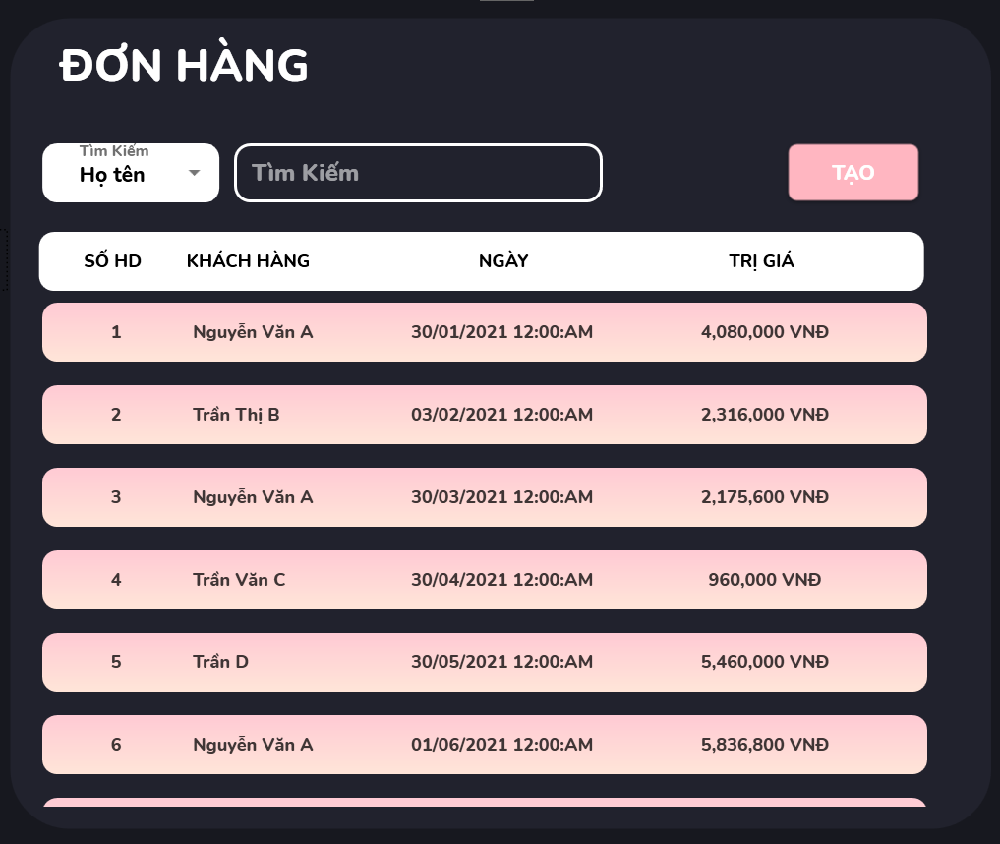 ĐƠN HÀNG
Tìm Kiếm
Họ tên
Tìm Kiếm
TẠO
SỐ HD KHÁCH HÀNG NGÀY TRỊ GIÁ
1 Nguyễn Văn A 30/01/2021 12:00:AM 4,080,000 VNĐ
2 Trần Thị B 03/02/2021 12:00:AM 2,316,000 VNĐ
3 Nguyễn Văn A 30/03/2021 12:00:AM 2,175,600 VNĐ
4 Trần Văn C 30/04/2021 12:00:AM 960,000 VNĐ
5 Trần D 30/05/2021 12:00:AM 5,460,000 VNĐ
6 Nguyễn Văn A 01/06/2021 12:00:AM 5,836,800 VNĐ